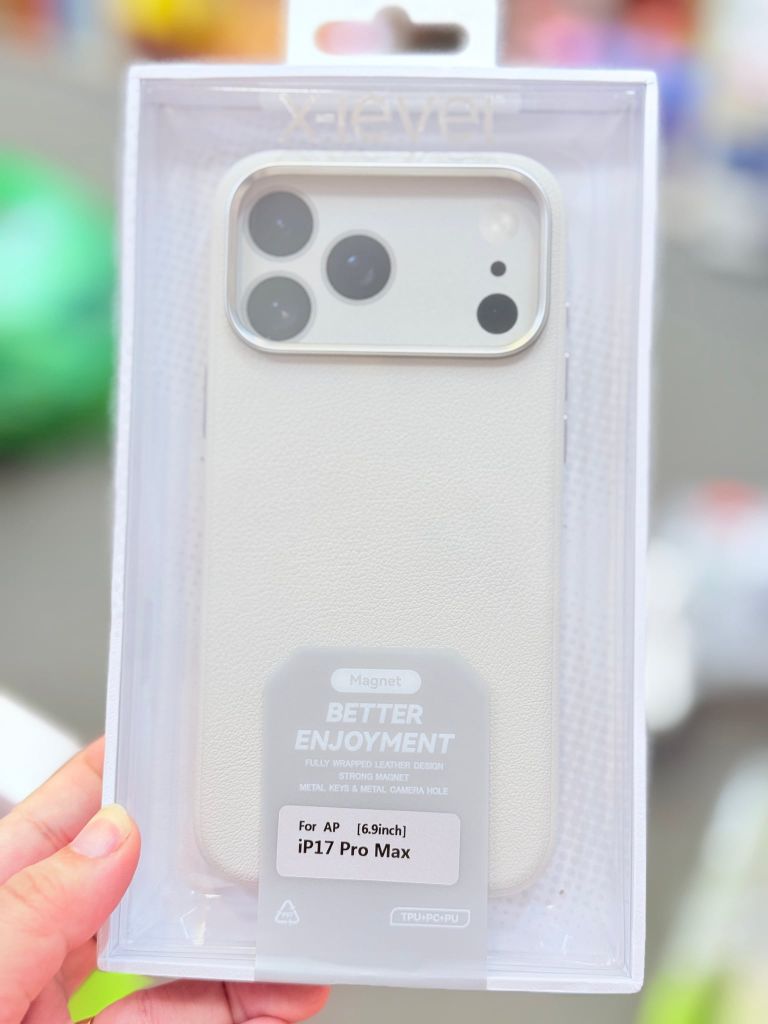 x-level
Magnet
BETTER
ENJOYMENT
FULLY WRAPPED LEATHER DESIGN
STRONG MAGNET
METAL KEYS & METAL CAMERA HOLE
For AP [6.9inch]
iP17 Pro Max
TPU+PC+PU